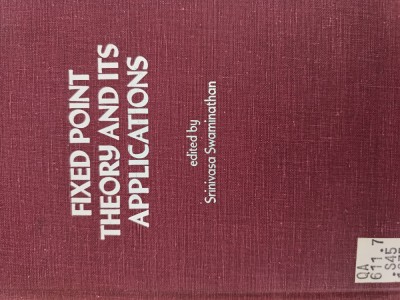 FIXED POINT
THEORY AND ITS
APPLICATIONS
edited by
Srinivasa Swaminathan
QA
611.7
.S45